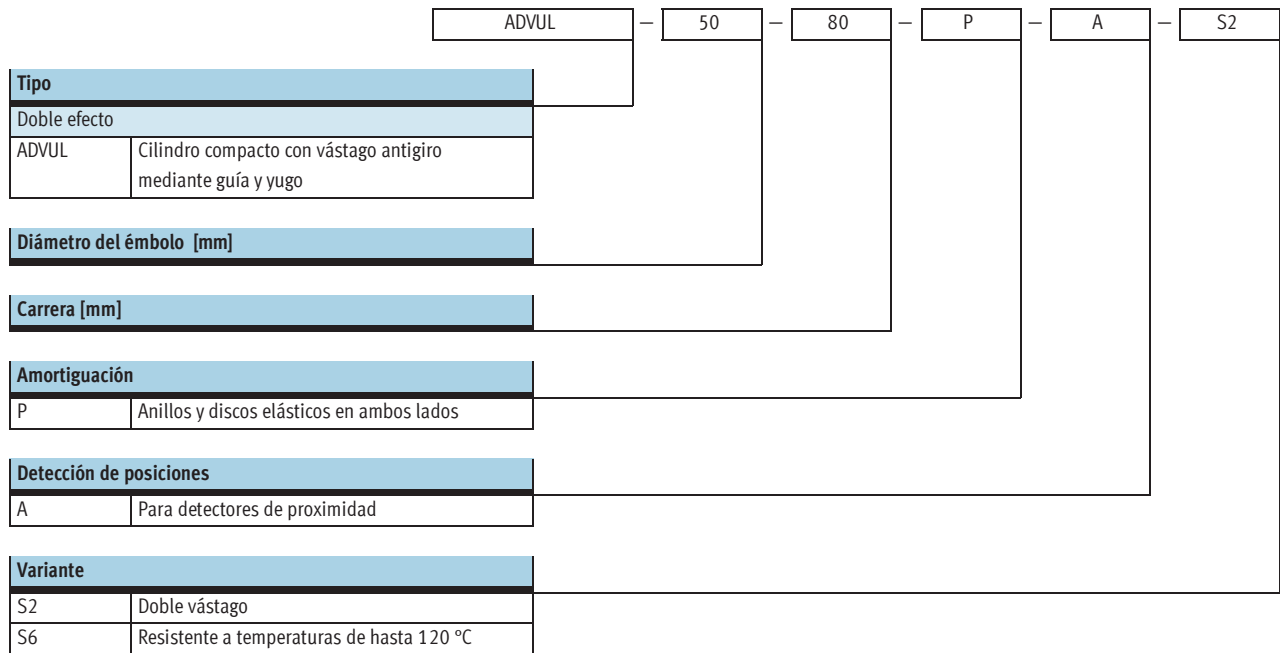 ADVUL — 50 — 80 — P — A — S2
Tipo
Doble efecto
ADVUL Cilindro compacto con vástago antigiro
mediante guía y yugo
Diámetro del émbolo [mm]
Carrera [mm]
Amortiguación
P Anillos y discos elásticos en ambos lados
Detección de posiciones
A Para detectores de proximidad
Variante
S2 Doble vástago
S6 Resistente a temperaturas de hasta 120 °C